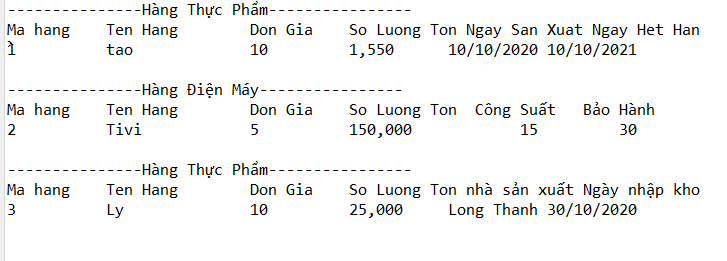 ---------------Hàng Thực Phẩm----------------
Ma hang    Ten Hang        Don Gia    So Luong Ton Ngay San Xuat Ngay Het Han
1          tao             10         1,550      10/10/2020 10/10/2021
---------------Hàng Điện Máy----------------
Ma hang    Ten Hang        Don Gia    So Luong Ton  Công Suất   Bảo Hành
2          Tivi            5          150,000            15         30
---------------Hàng Thực Phẩm----------------
Ma hang    Ten Hang        Don Gia    So Luong Ton nhà sản xuất Ngày nhập kho
3          Ly              10         25,000     Long Thanh 30/10/2020